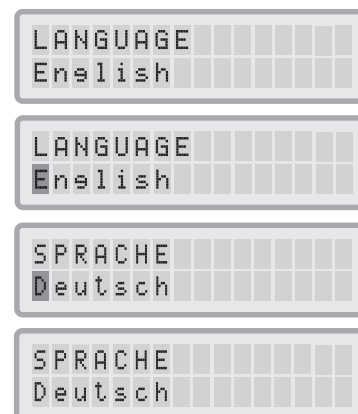 LANGUAGE
English
LANGUAGE
English
SPRACHE
Deutsch
SPRACHE
Deutsch